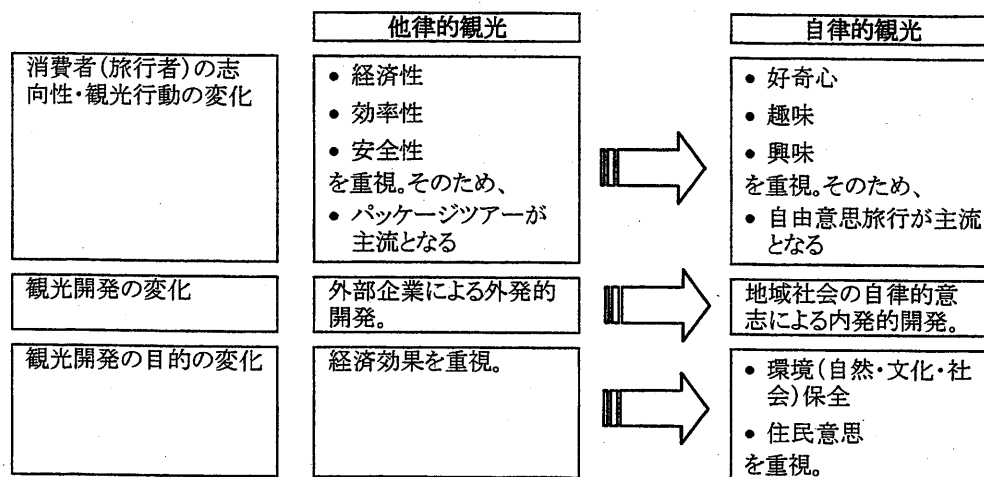 他律的観光
自律的観光
消費者(旅行者)の志
向性・観光行動の変化
• 経済性
• 効率性
• 安全性
を重視。そのため、
• パッケージツアーが
主流となる
• 好奇心
• 趣味
• 興味
を重視。そのため、
• 自由意思旅行が主流
となる
観光開発の変化
外部企業による外発的
開発。
地域社会の自律的意
志による内発的開発。
観光開発の目的の変化
経済効果を重視。
• 環境(自然・文化・社
会)保全
• 住民意思
を重視。